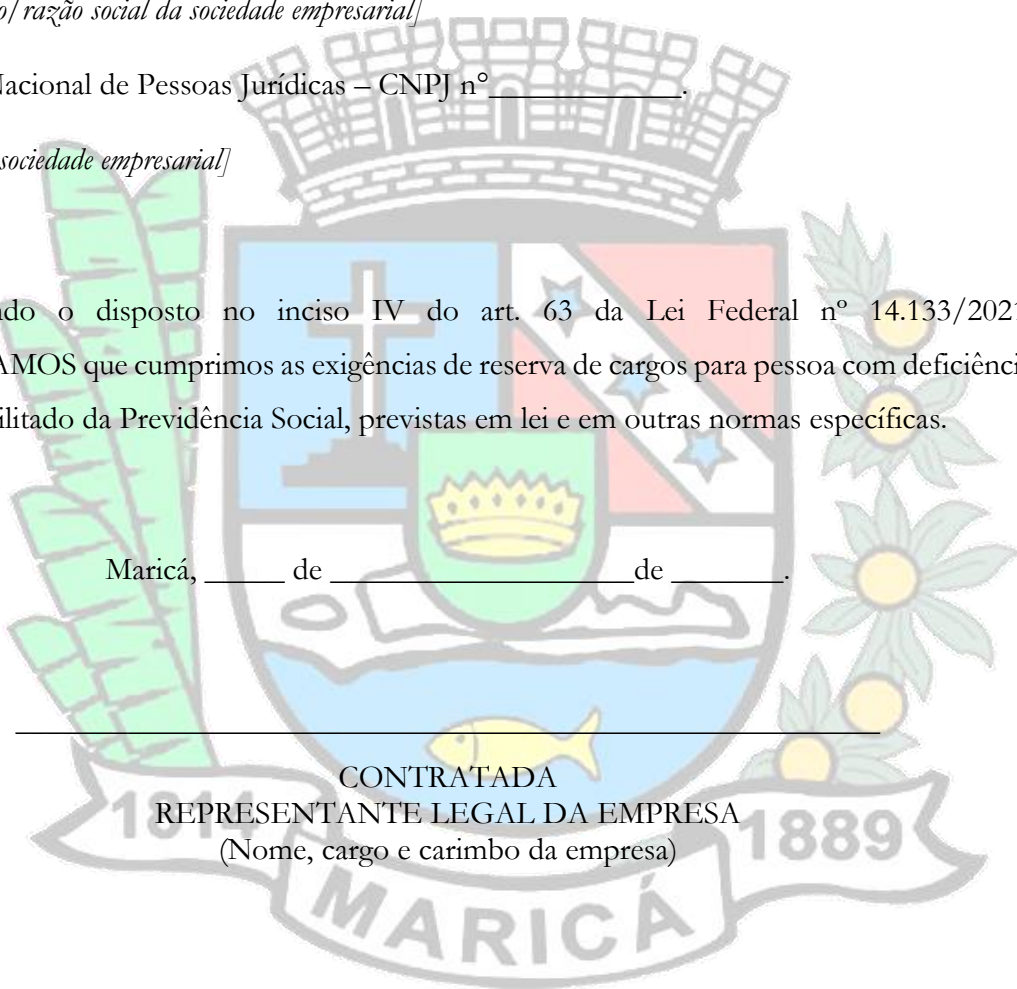 o/razão social da sociedade empresarial]
Nacional de Pessoas Jurídicas – CNPJ n°____________.
sociedade empresarial]
ndo o disposto no inciso IV do art. 63 da Lei Federal nº 14.133/2021
AMOS que cumprimos as exigências de reserva de cargos para pessoa com deficiênci
ilitado da Previdência Social, previstas em lei e em outras normas específicas.
Maricá, _____ de ___________________de _______.
CONTRATADA
REPRESENTANTE LEGAL DA EMPRESA
(Nome, cargo e carimbo da empresa)
1814
1889
MARICÁ